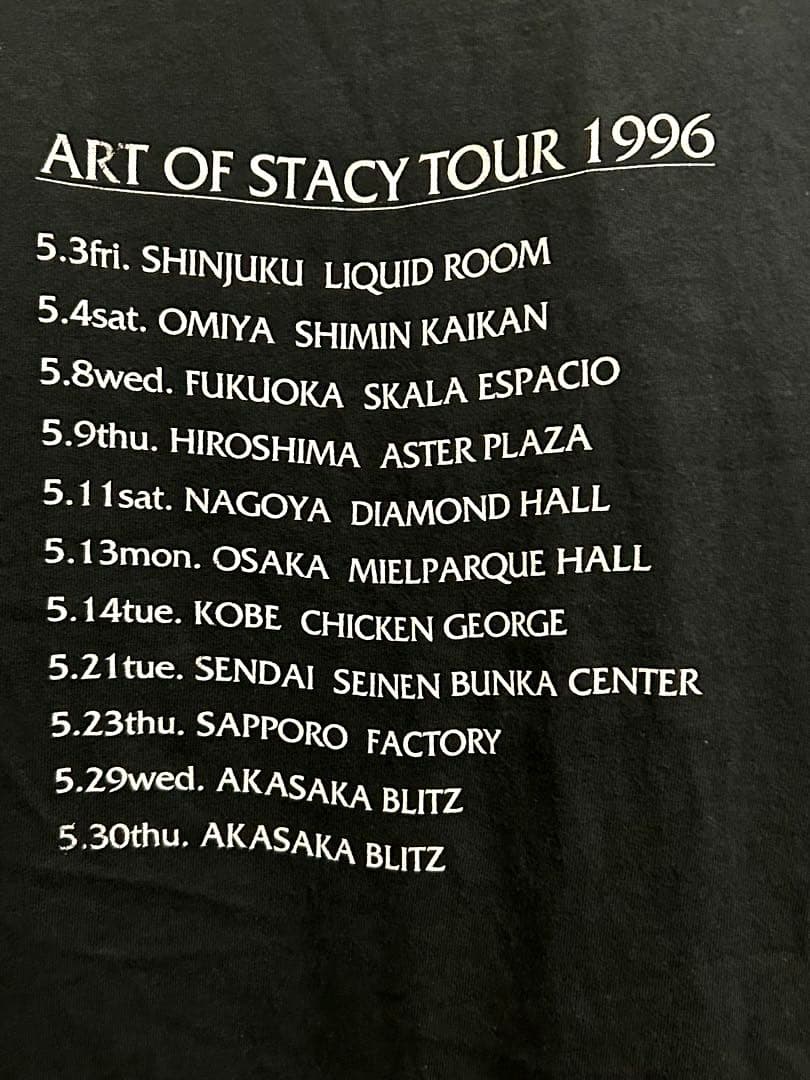 ART OF STACY TOUR 1996
5.3fri. SHINJUKU LIQUID ROOM
5.4sat. OMIYA SHIMIN KAIKAN
5.8wed. FUKUOKA SKALA ESPACIO
5.9thu. HIROSHIMA ASTER PLAZA
5.11sat. NAGOYA DIAMOND HALL
5.13mon. OSAKA MIELPARQUE HALL
5.14tue. KOBE CHICKEN GEORGE
5.21tue. SENDAI SEINEN BUNKA CENTER
5.23thu. SAPPORO FACTORY
5.29wed. AKASAKA BLITZ
5.30thu. AKASAKA BLITZ